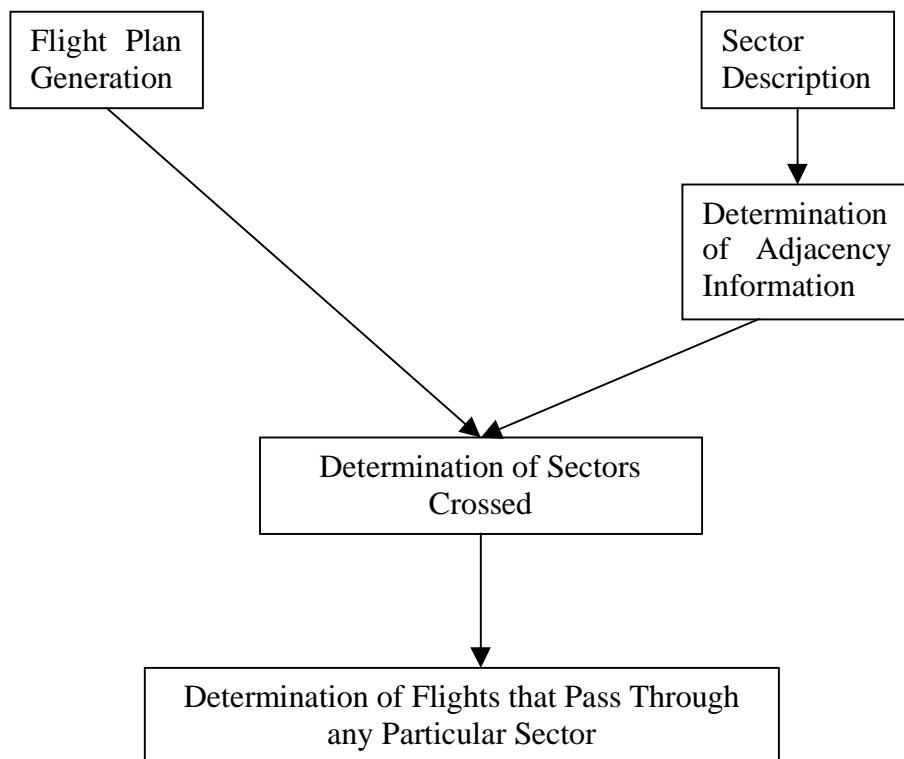 Flight Plan
Generation
Sector
Description
Determination
of Adjacency
Information
Determination of Sectors
Crossed
Determination of Flights that Pass Through
any Particular Sector